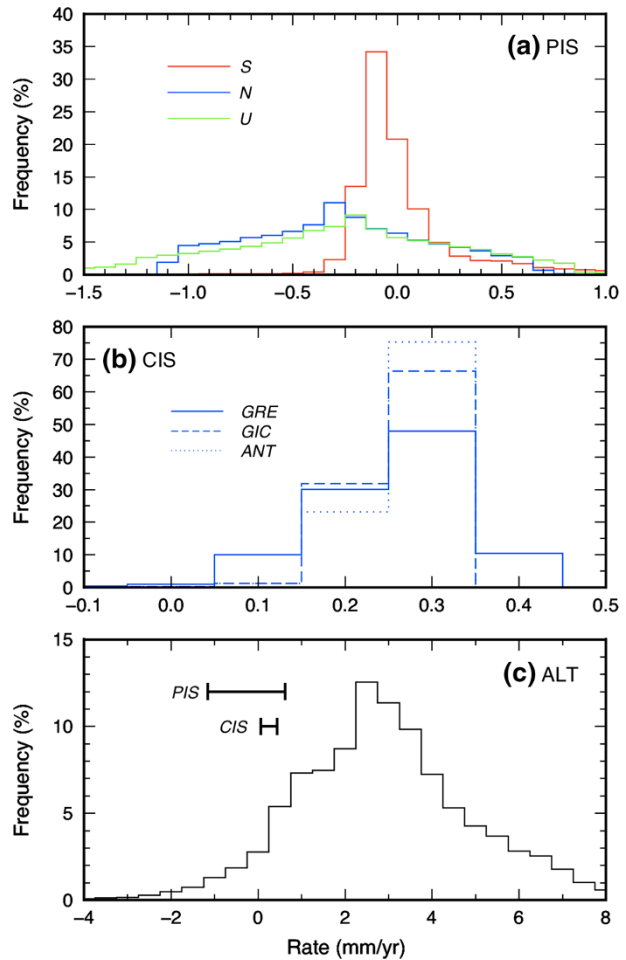 40
35
30
25
20
15
10
5
0
Frequency (%)
(a) PIS
S
N
U
−1.5 −1.0 −0.5 0.0 0.5 1.0
80
70
60
50
40
30
20
10
0
Frequency (%)
(b) CIS
GRE
GIC
ANT
−0.1 0.0 0.1 0.2 0.3 0.4 0.5
15
10
5
0
Frequency (%)
(c) ALT
PIS
CIS
−4 −2 0 2 4 6 8
Rate (mm/yr)